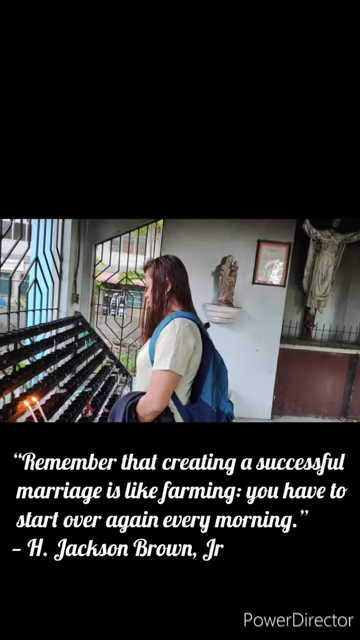 “Remember that creating a successful
marriage is like farming: you have to
start over again every morning.”
– H. Jackson Brown, Jr
PowerDirector